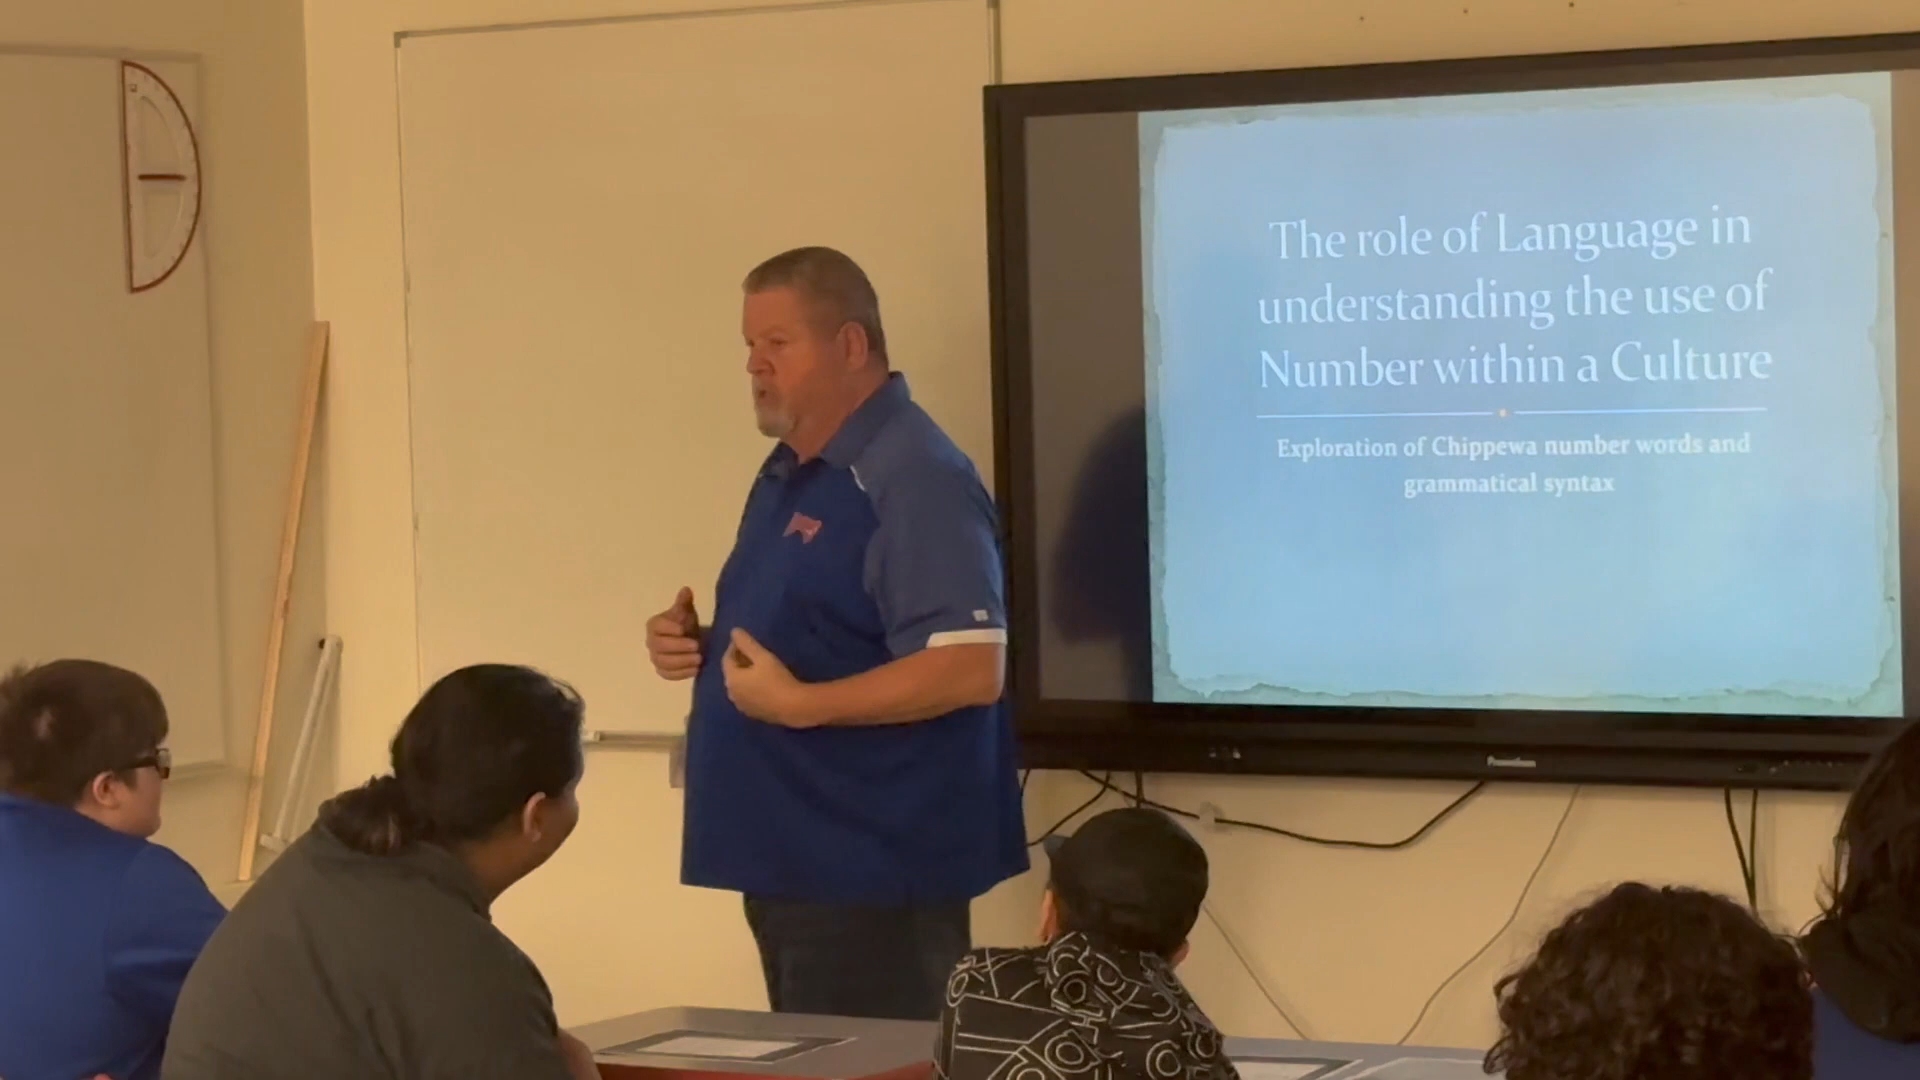 The role of Language in
understanding the use of
Number within a Culture
Exploration of Chippewa number words and
grammatical syntax
Promethean